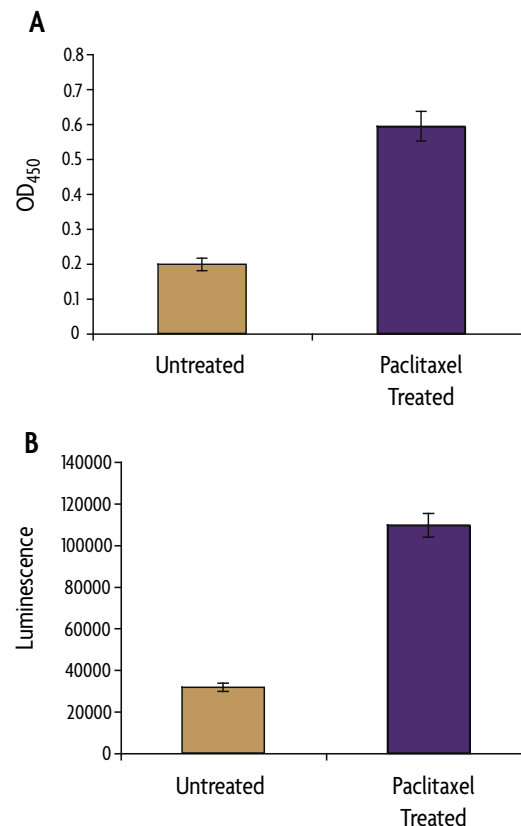 A
0.8
0.7
0.6
0.5
0.4
0.3
0.2
0.1
0
OD450
Untreated
Paclitaxel
Treated
B
140000
120000
100000
80000
60000
40000
20000
0
Luminescence
Untreated
Paclitaxel
Treated